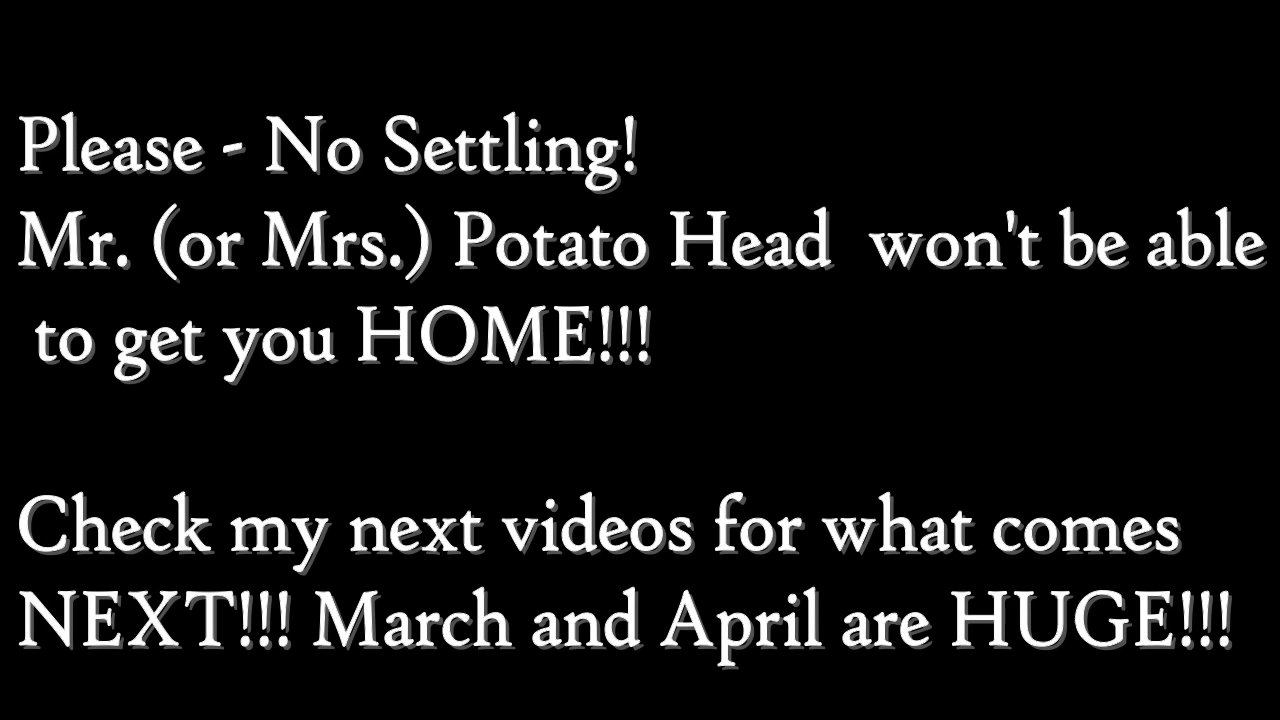 Please - No Settling!
Mr. (or Mrs.) Potato Head  won't be able
to get you HOME!!!
Check my next videos for what comes
NEXT!!! March and April are HUGE!!!